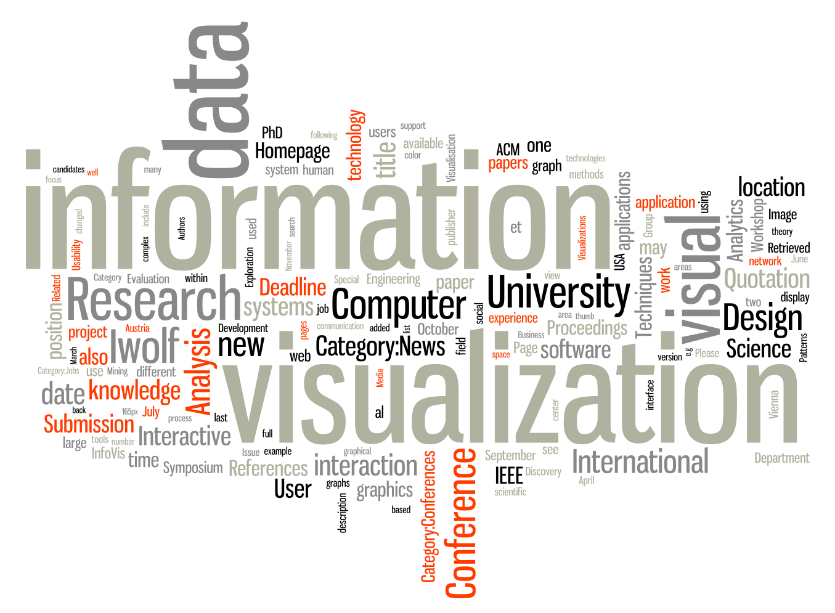 data
PhD
Homepage
following
technology
users
support
title
available
color
Visualisation
system human
ACM one
papers graph
technologies
methods
candidates well
focus
many
information
changed
Usability
complex
include
Authors
used
Exploration
November
search
publisher
et
Visualizations
USA
applications
application
using
Group
may
Techniques
work
areas
visual
Analytics
Workshop
location
Image
theory
Retrieved
network June
Quotation
two display
Design
Science
Patterns
Category Evaluation within
Related
position
Research
systems
Deadline
Special Engineering
job
Computer
paper
social
University
view
experience
area thumb
Proceedings
Business
Page software
space
version
e.g Please
project Austria
March
also
Iwolf
Analysis
Development
new
pages
web
communication added list October
Category:News
field
Category:Jobs use Mining different
date knowledge
back
Submission
165px July
process last
large tools number
InfoVis
Interactive
time
Symposium
visualization
Media
al
full
center
interface
Vienna
Issue example
References
graphical
interaction
User
graphs
description
graphics
based
Category:Conferences
Conference
September see
IEEE Discovery
scientific
International
April
Department